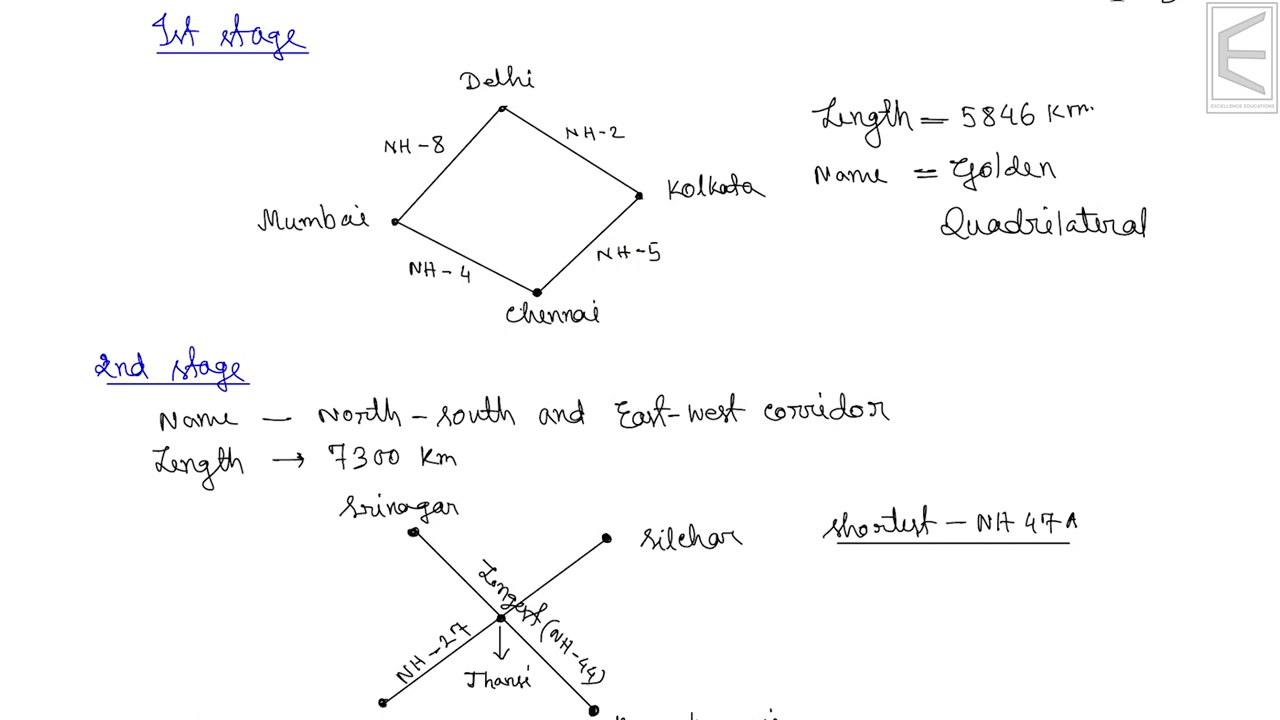 1st stage
Delhi
NH-8
NH-2
Mumbai
Kolkata
NH-4
NH-5
Chennai
Length = 5846 Km.
Name = Golden
Quadrilateral
EXCELLENCE EDUCATIONS
2nd stage
Name - North-south and East-west corridor
Length → 7300 Km
Srinagar
Silchar
Longest (NH-44)
NH-27
Jhansi
Shortest - NH 47A